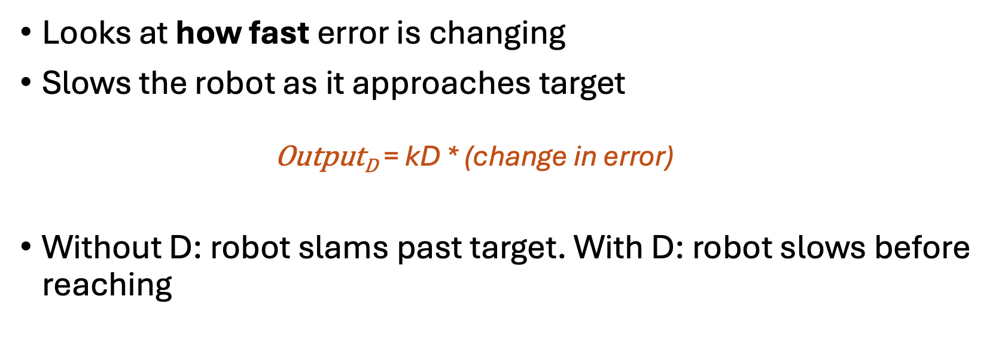 • Looks at how fast error is changing
• Slows the robot as it approaches target
Output_D = kD * (change in error)
• Without D: robot slams past target. With D: robot slows before
reaching